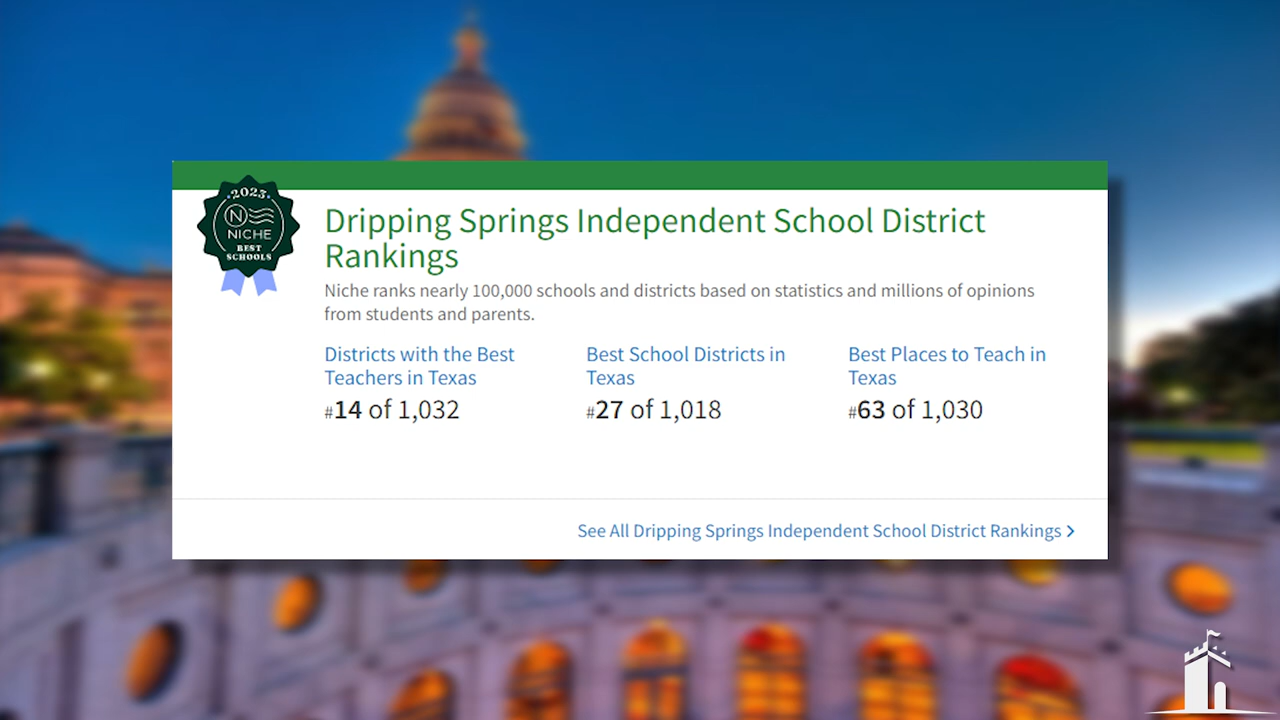 2023
N
NICHE
BEST
SCHOOLS
Dripping Springs Independent School District
Rankings
Niche ranks nearly 100,000 schools and districts based on statistics and millions of opinions
from students and parents.
Districts with the Best
Teachers in Texas
#14 of 1,032
Best School Districts in
Texas
#27 of 1,018
Best Places to Teach in
Texas
#63 of 1,030
See All Dripping Springs Independent School District Rankings